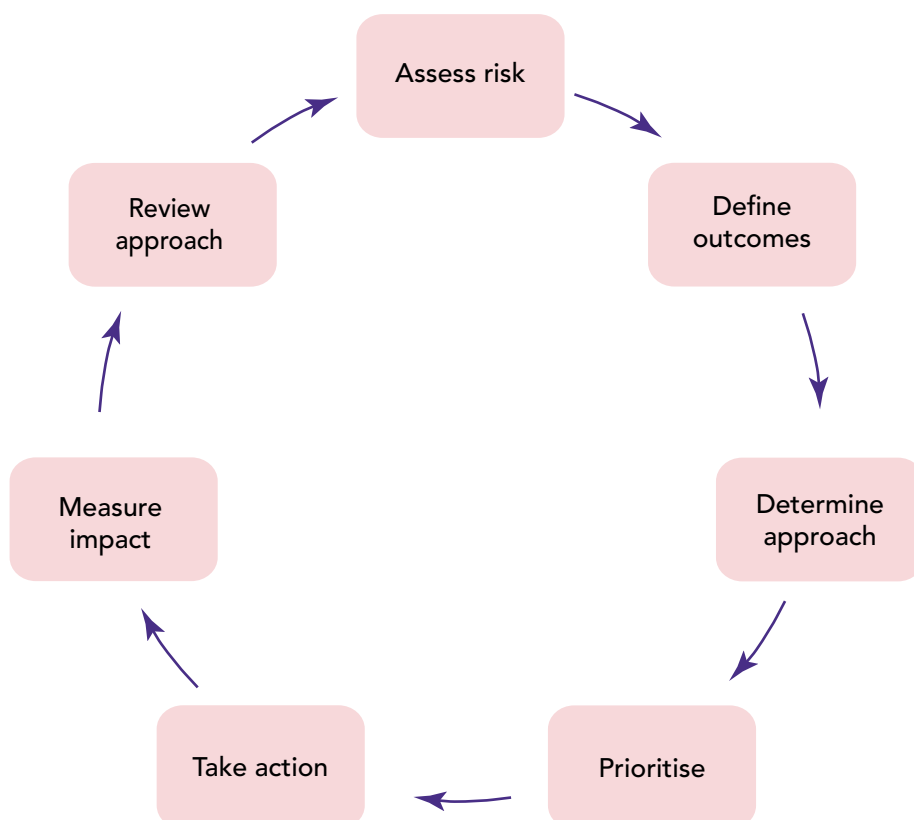 Assess risk
Define
outcomes
Determine
approach
Prioritise
Take action
Measure
impact
Review
approach